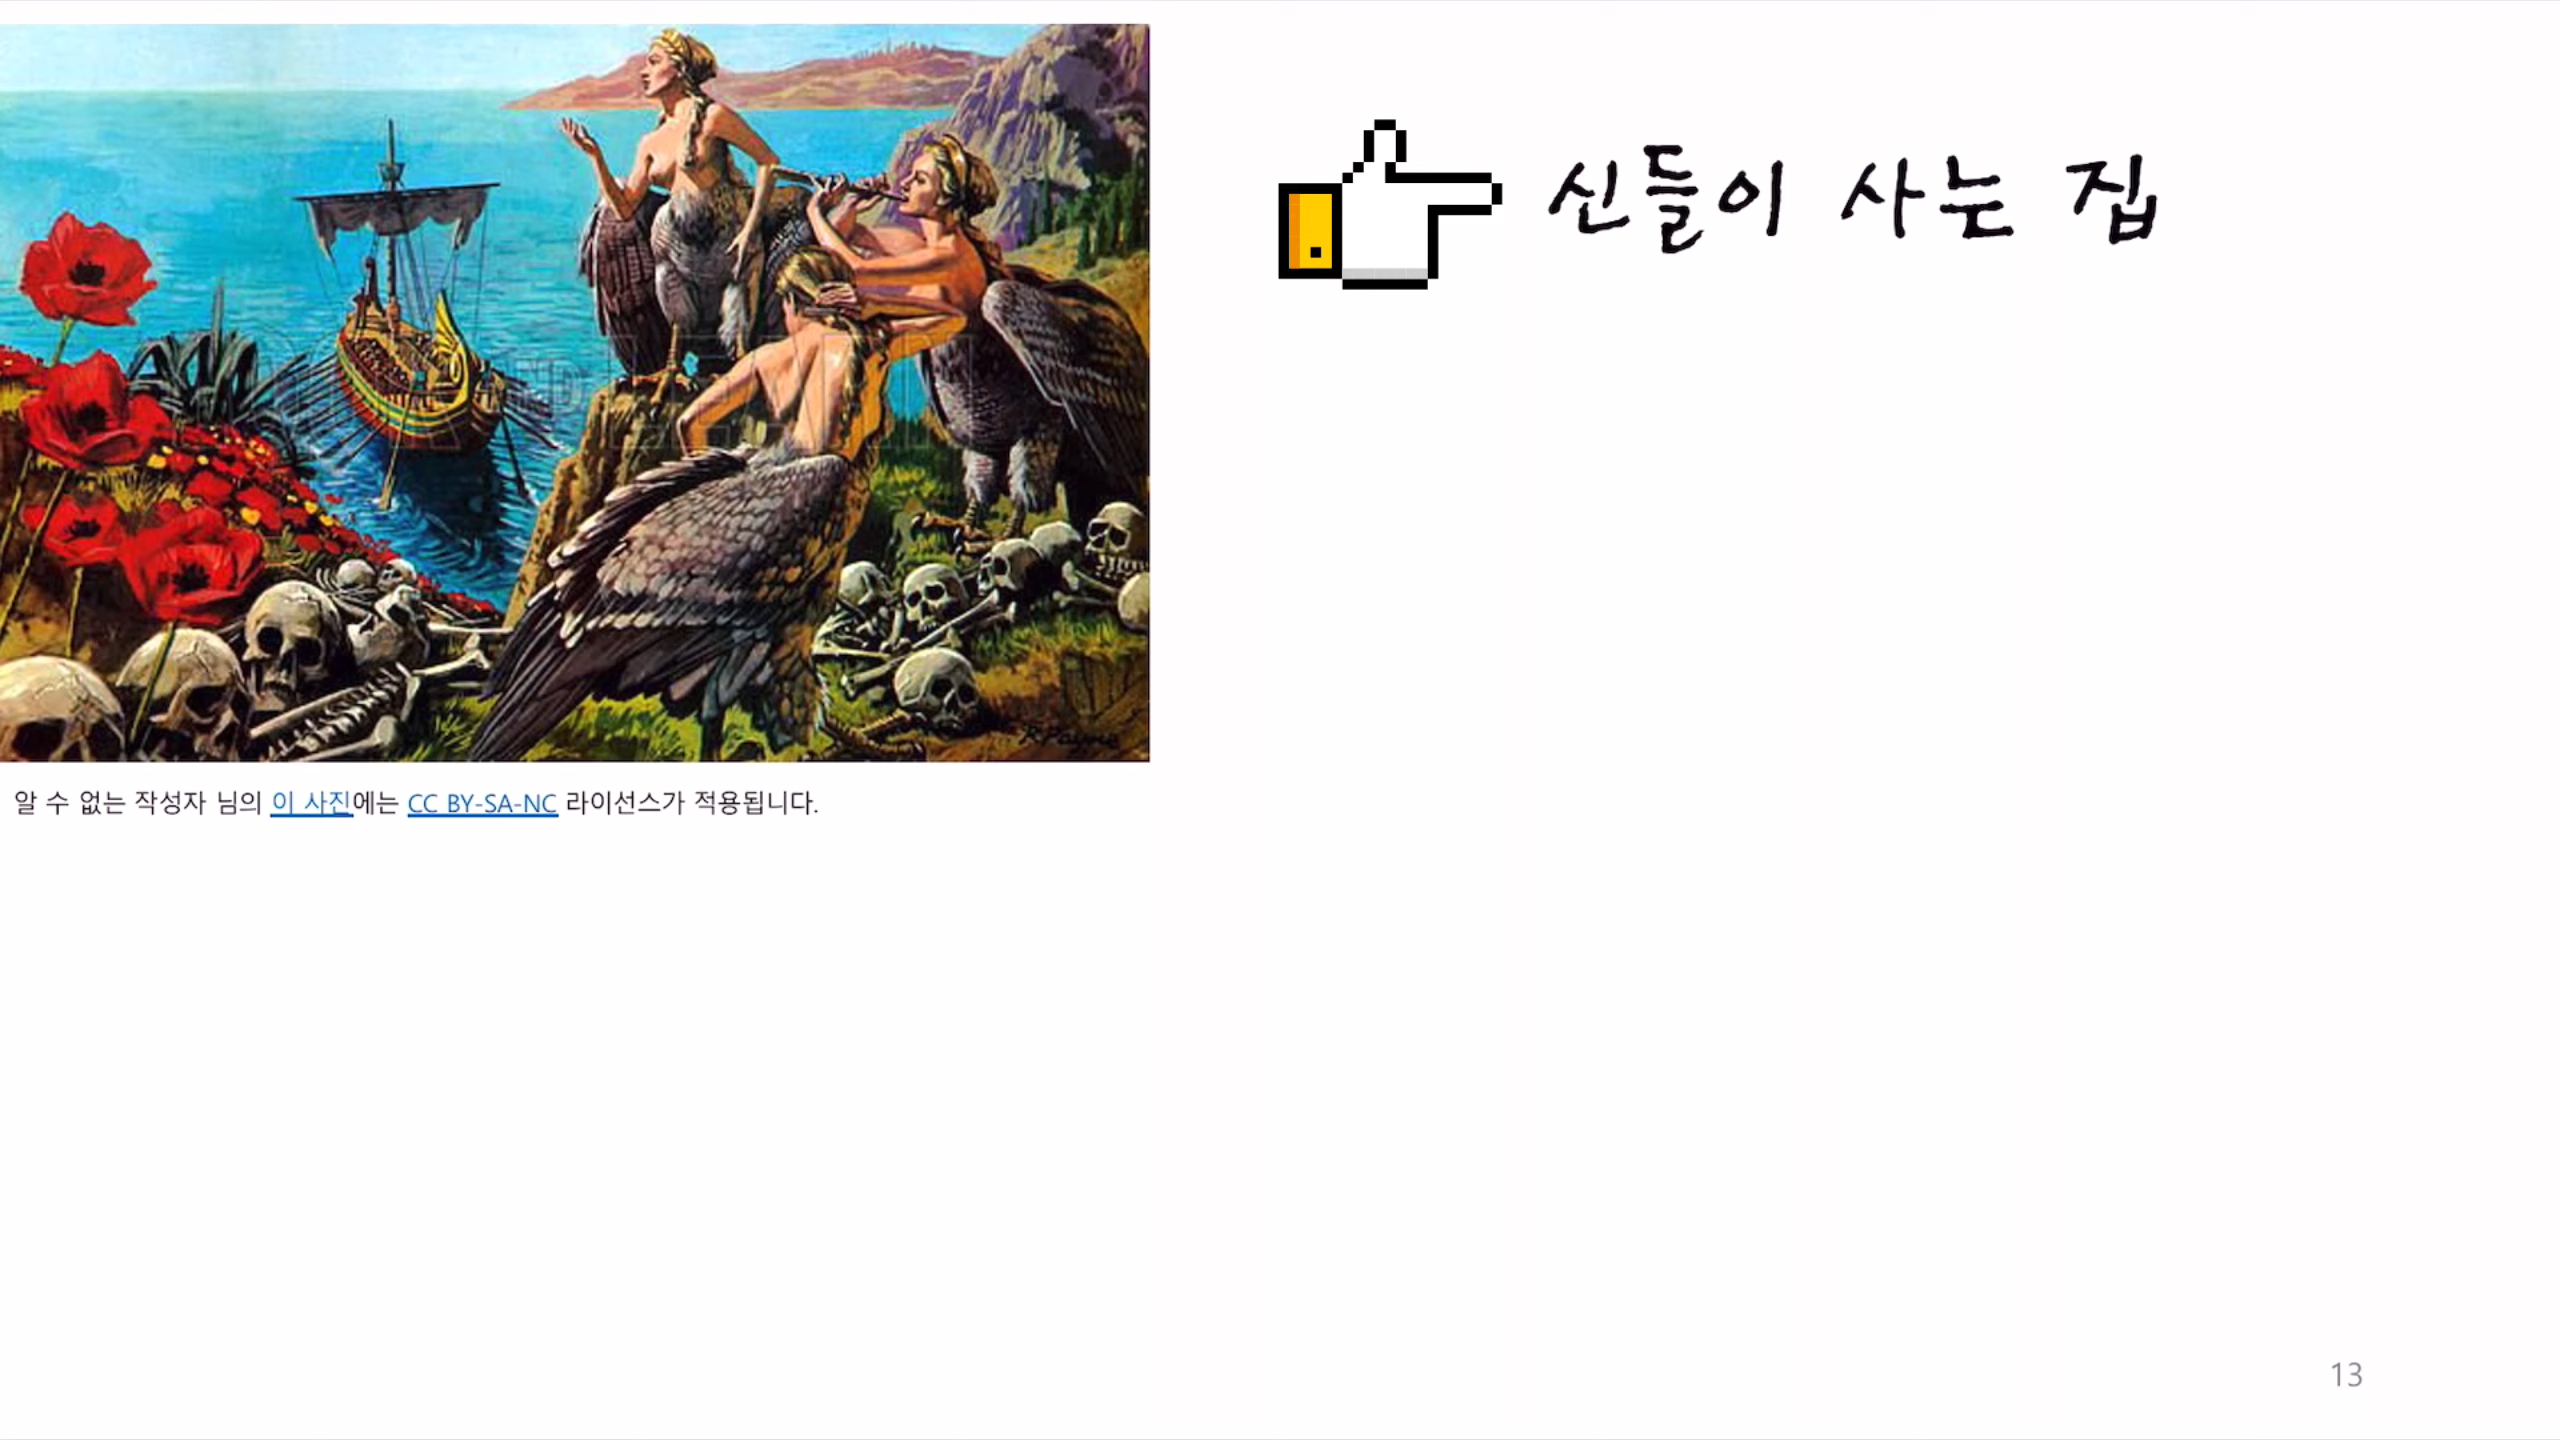 신들이 사는 집
R. Payne
알 수 없는 작성자 님의 이 사진에는 CC BY-SA-NC 라이선스가 적용됩니다.
13